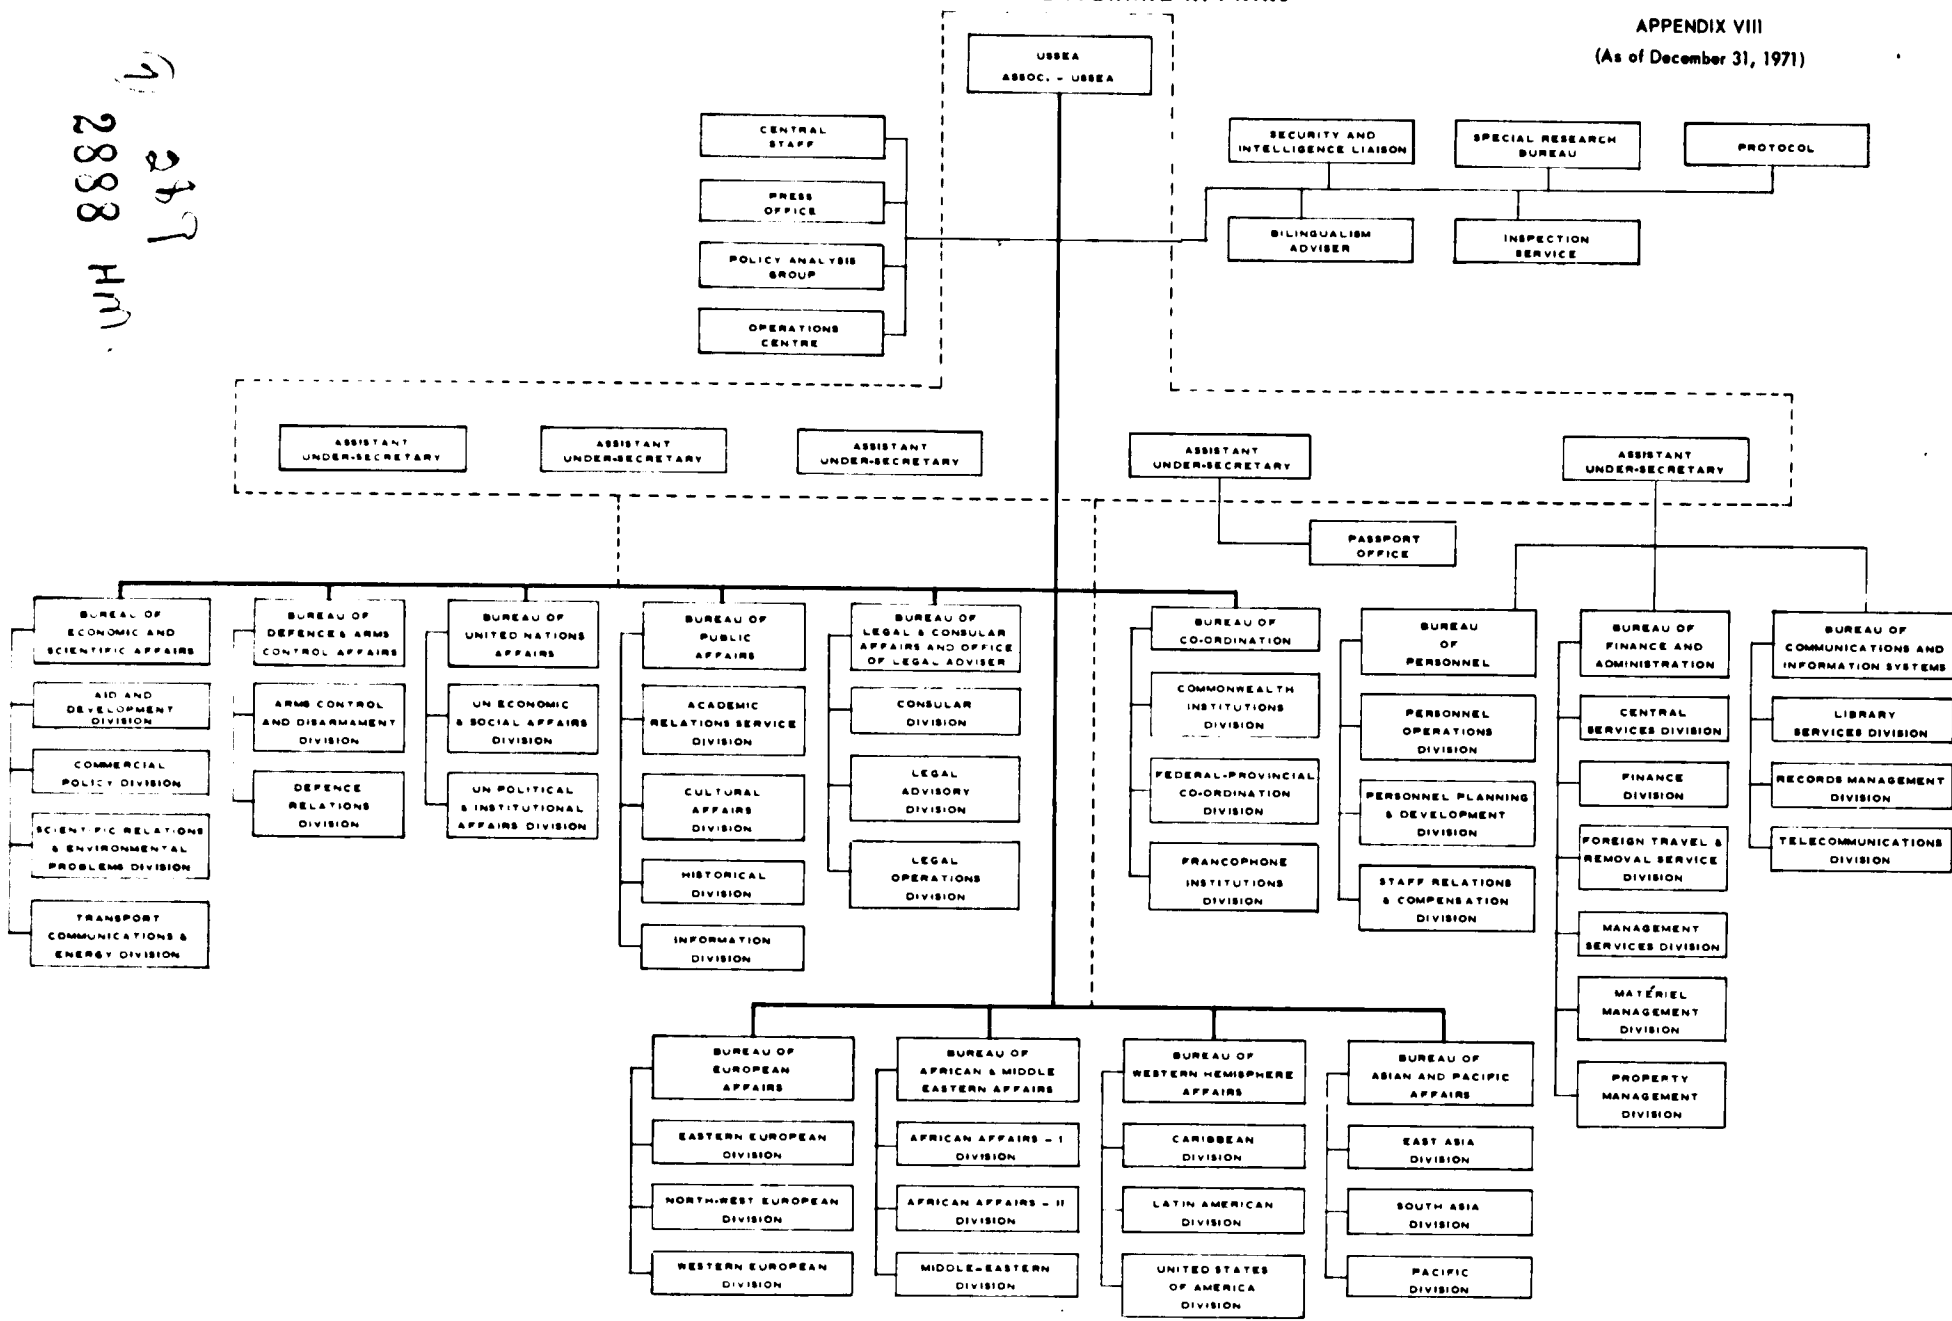 APPENDIX VIII
(As of December 31, 1971)
USSEA
ASSOC. - USSEA
CENTRAL
STAFF
PRESS
OFFICE
POLICY ANALYSIS
GROUP
OPERATIONS
CENTRE
SECURITY AND
INTELLIGENCE LIAISON
SPECIAL RESEARCH
BUREAU
PROTOCOL
BILINGUALISM
ADVISER
INSPECTION
SERVICE
ASSISTANT
UNDER-SECRETARY
ASSISTANT
UNDER-SECRETARY
ASSISTANT
UNDER-SECRETARY
ASSISTANT
UNDER-SECRETARY
ASSISTANT
UNDER-SECRETARY
PASSPORT
OFFICE
BUREAU OF
ECONOMIC AND
SCIENTIFIC AFFAIRS
AID AND
DEVELOPMENT
DIVISION
COMMERCIAL
POLICY DIVISION
SCIENTIFIC RELATIONS
& ENVIRONMENTAL
PROBLEMS DIVISION
TRANSPORT
COMMUNICATIONS &
ENERGY DIVISION
BUREAU OF
DEFENCE & ARMS
CONTROL AFFAIRS
ARMS CONTROL
AND DISARMAMENT
DIVISION
DEFENCE
RELATIONS
DIVISION
BUREAU OF
UNITED NATIONS
AFFAIRS
UN ECONOMIC
& SOCIAL AFFAIRS
DIVISION
UN POLITICAL
& INSTITUTIONAL
AFFAIRS DIVISION
BUREAU OF
PUBLIC
AFFAIRS
ACADEMIC
RELATIONS SERVICE
DIVISION
CULTURAL
AFFAIRS
DIVISION
HISTORICAL
DIVISION
INFORMATION
DIVISION
BUREAU OF
LEGAL & CONSULAR
AFFAIRS AND OFFICE
OF LEGAL ADVISER
CONSULAR
DIVISION
LEGAL
ADVISORY
DIVISION
LEGAL
OPERATIONS
DIVISION
BUREAU OF
CO-ORDINATION
COMMONWEALTH
INSTITUTIONS
DIVISION
FEDERAL-PROVINCIAL
CO-ORDINATION
DIVISION
FRANCOPHONE
INSTITUTIONS
DIVISION
BUREAU
OF
PERSONNEL
PERSONNEL
OPERATIONS
DIVISION
PERSONNEL PLANNING
& DEVELOPMENT
DIVISION
STAFF RELATIONS
& COMPENSATION
DIVISION
BUREAU OF
FINANCE AND
ADMINISTRATION
CENTRAL
SERVICES DIVISION
FINANCE
DIVISION
FOREIGN TRAVEL &
REMOVAL SERVICE
DIVISION
MANAGEMENT
SERVICES DIVISION
MATÉRIEL
MANAGEMENT
DIVISION
PROPERTY
MANAGEMENT
DIVISION
BUREAU OF
COMMUNICATIONS AND
INFORMATION SYSTEMS
LIBRARY
SERVICES DIVISION
RECORDS MANAGEMENT
DIVISION
TELECOMMUNICATIONS
DIVISION
BUREAU OF
EUROPEAN
AFFAIRS
EASTERN EUROPEAN
DIVISION
NORTH-WEST EUROPEAN
DIVISION
WESTERN EUROPEAN
DIVISION
BUREAU OF
AFRICAN & MIDDLE
EASTERN AFFAIRS
AFRICAN AFFAIRS - I
DIVISION
AFRICAN AFFAIRS - II
DIVISION
MIDDLE-EASTERN
DIVISION
BUREAU OF
WESTERN HEMISPHERE
AFFAIRS
CARIBBEAN
DIVISION
LATIN AMERICAN
DIVISION
UNITED STATES
OF AMERICA
DIVISION
BUREAU OF
ASIAN AND PACIFIC
AFFAIRS
EAST ASIA
DIVISION
SOUTH ASIA
DIVISION
PACIFIC
DIVISION